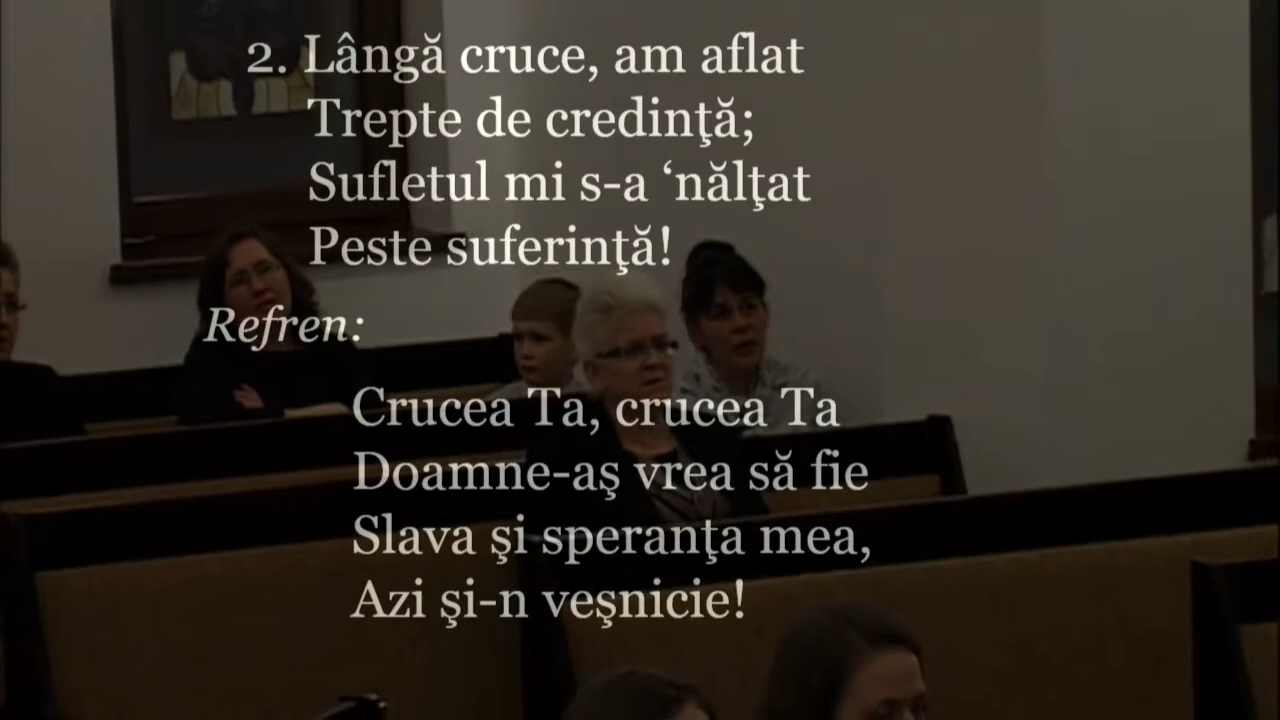 2. Lângă cruce, am aflat
Trepte de credinţă;
Sufletul mi s-a ‘nălţat
Peste suferinţă!
Refren:
Crucea Ta, crucea Ta
Doamne-aş vrea să fie
Slava şi speranţa mea,
Azi şi-n veşnicie!